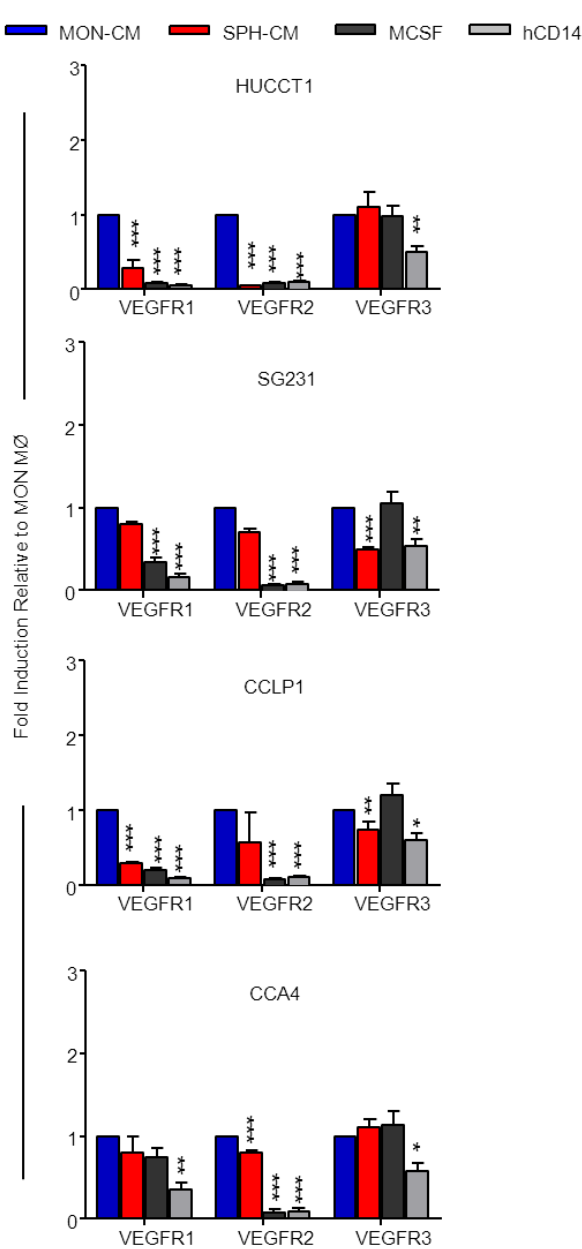 MON-CM SPH-CM MCSF hCD14
HUCCT1
3
2
1
0
*** *** ***
*** *** ***
**
VEGFR1 VEGFR2 VEGFR3
SG231
3
2
1
0
*** ***
*** ***
*** **
VEGFR1 VEGFR2 VEGFR3
CCLP1
3
2
1
0
*** *** ***
*** ***
** *
VEGFR1 VEGFR2 VEGFR3
CCA4
3
2
1
0
**
*** *** ***
*
VEGFR1 VEGFR2 VEGFR3
Fold Induction Relative to MON MØ